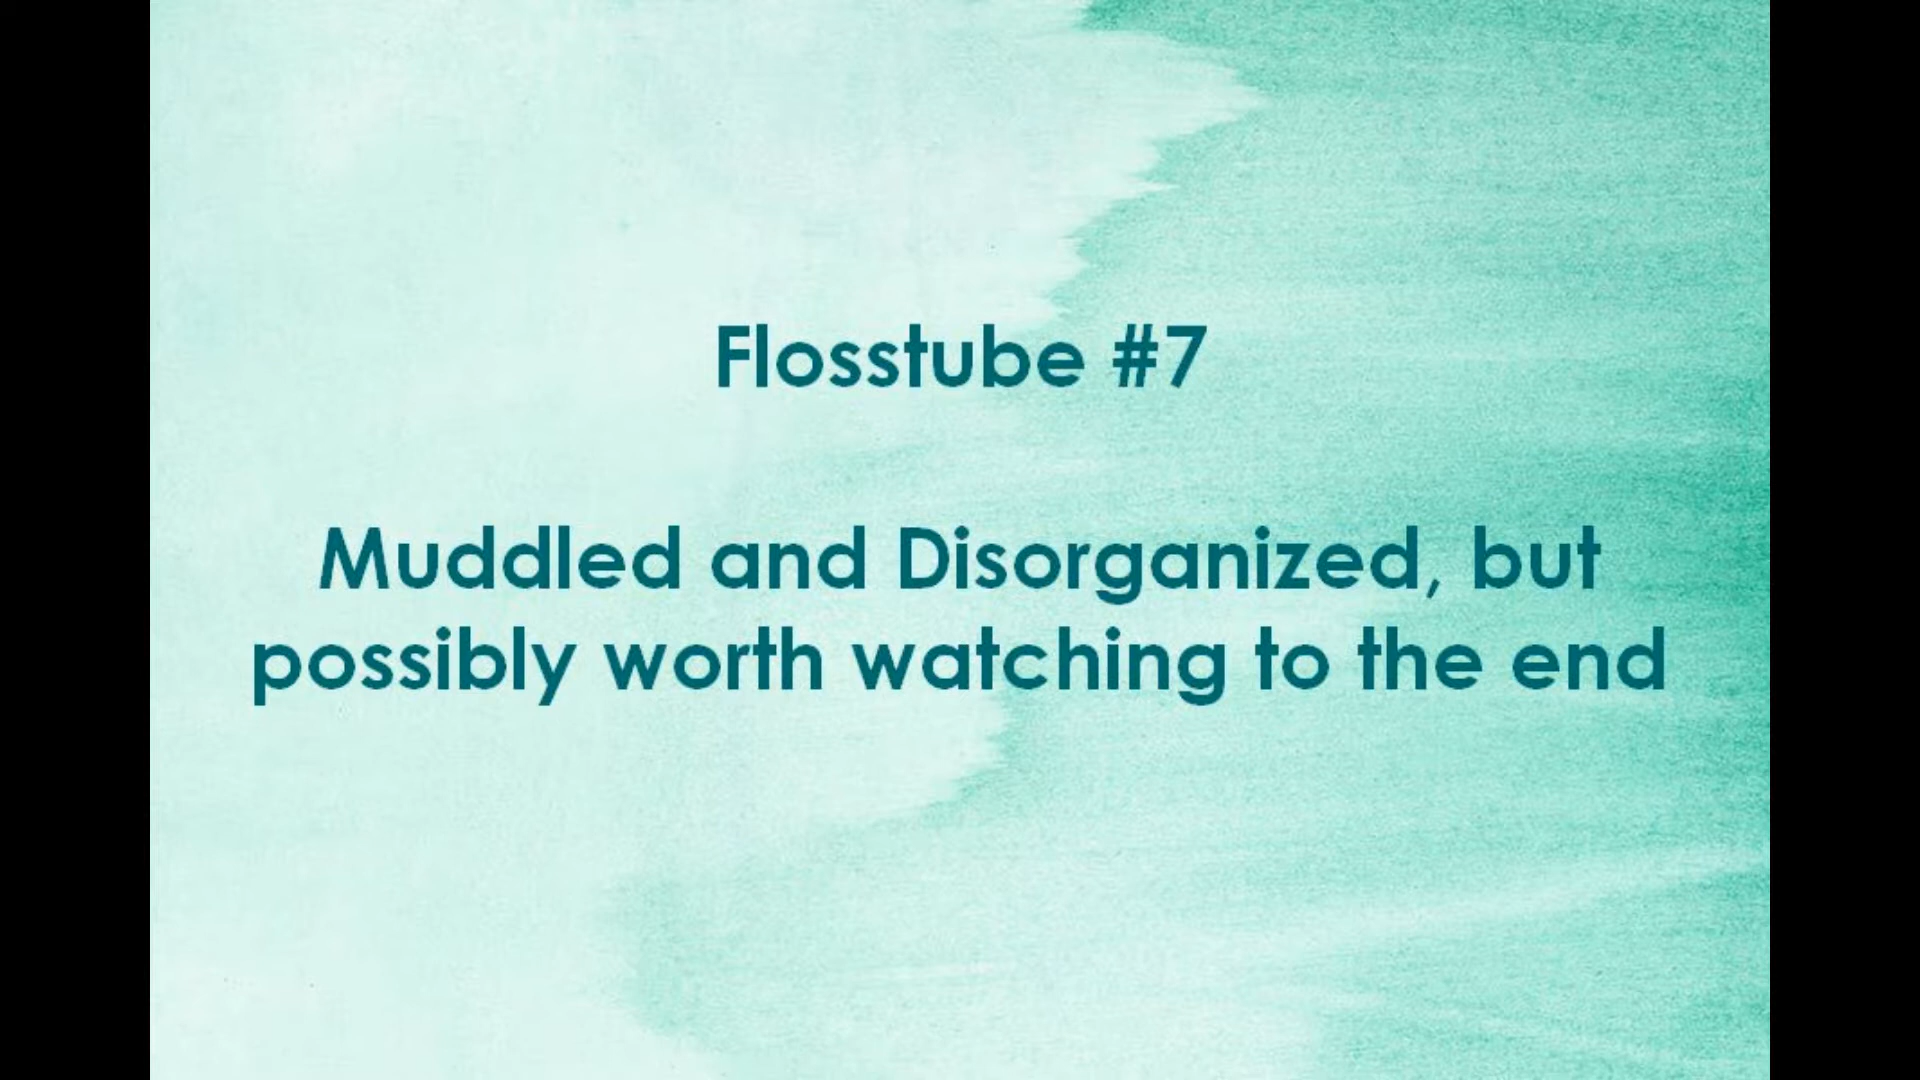 Flosstube #7
Muddled and Disorganized, but
possibly worth watching to the end